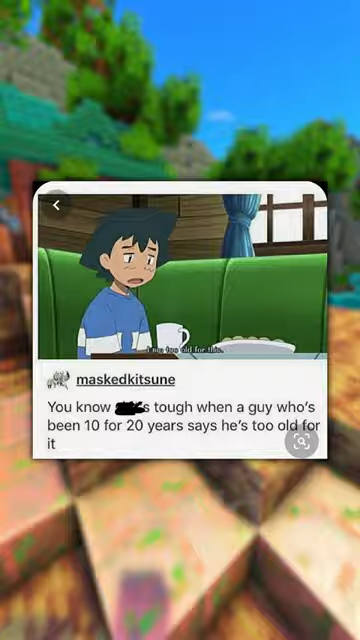 I'm too old for this.
maskedkitsune
You know s tough when a guy who's
been 10 for 20 years says he's too old for
it